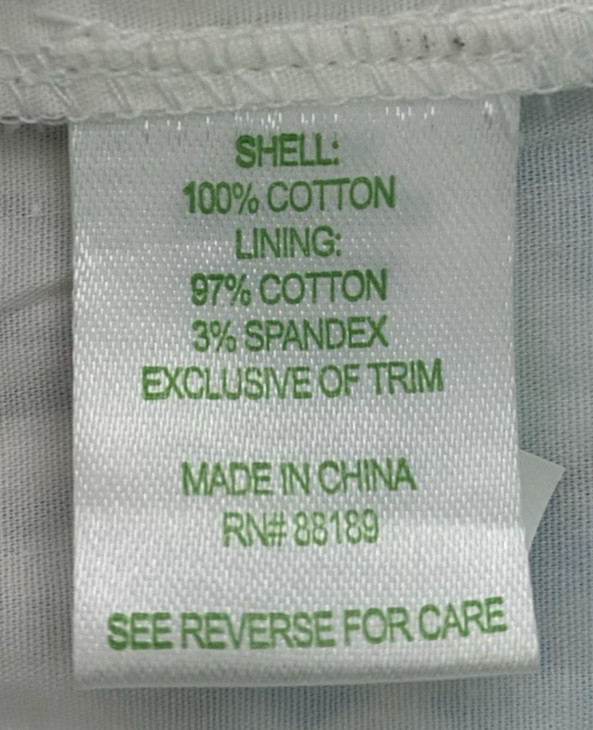 SHELL:
100% COTTON
LINING:
97% COTTON
3% SPANDEX
EXCLUSIVE OF TRIM
MADE IN CHINA
RN# 88189
SEE REVERSE FOR CARE